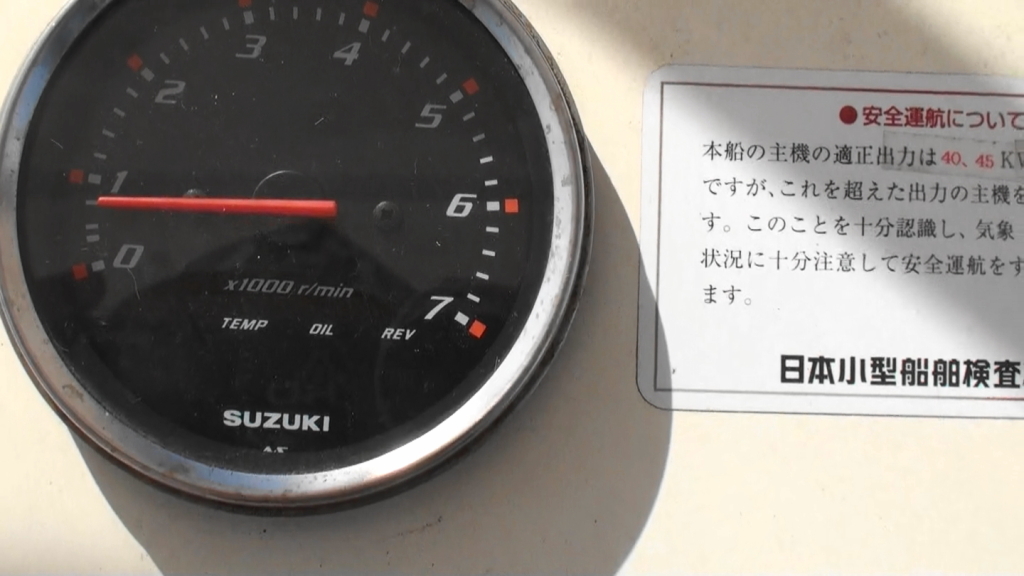 0
1
2
3
4
5
6
7
x1000 r/min
TEMP OIL REV
SUZUKI
●安全運航について
本船の主機の適正出力は 40、45 KW
ですが、これを超えた出力の主機を
す。このことを十分認識し、気象
状況に十分注意して安全運航をす
ます。
日本小型船舶検査